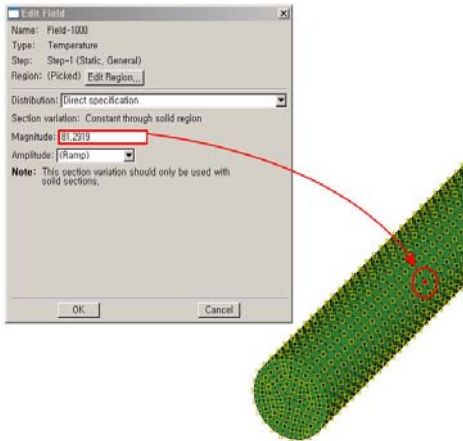 Edit Field
Name: Field-1000
Type: Temperature
Step: Step-1 (Static, General)
Region: (Picked) Edit Region...
Distribution: Direct specification
Section variation: Constant through solid region
Magnitude: 81.2919
Amplitude: (Ramp)
Note: This section variation should only be used with
solid sections.
OK Cancel